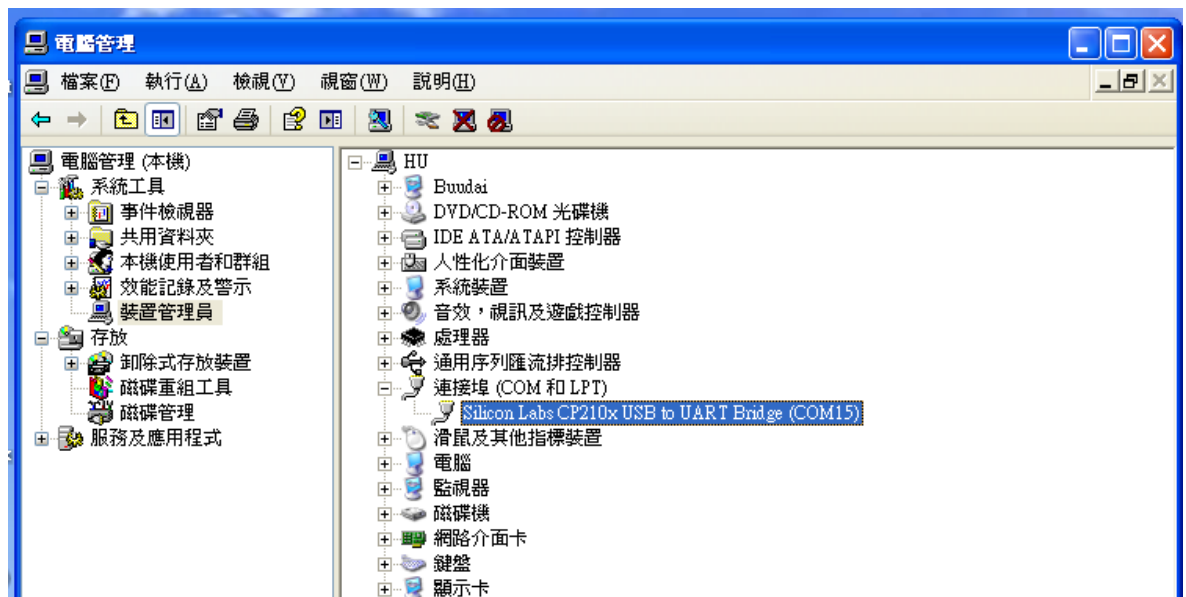 電腦管理
檔案(F) 執行(A) 檢視(V) 視窗(W) 說明(H)
電腦管理 (本機)
系統工具
事件檢視器
共用資料夾
本機使用者和群組
效能記錄及警示
裝置管理員
存放
卸除式存放裝置
磁碟重組工具
磁碟管理
服務及應用程式
HU
Buudai
DVD/CD-ROM 光碟機
IDE ATA/ATAPI 控制器
人性化介面裝置
系統裝置
音效，視訊及遊戲控制器
處理器
通用序列匯流排控制器
連接埠 (COM 和 LPT)
Silicon Labs CP210x USB to UART Bridge (COM15)
滑鼠及其他指標裝置
電腦
監視器
磁碟機
網路介面卡
鍵盤
顯示卡